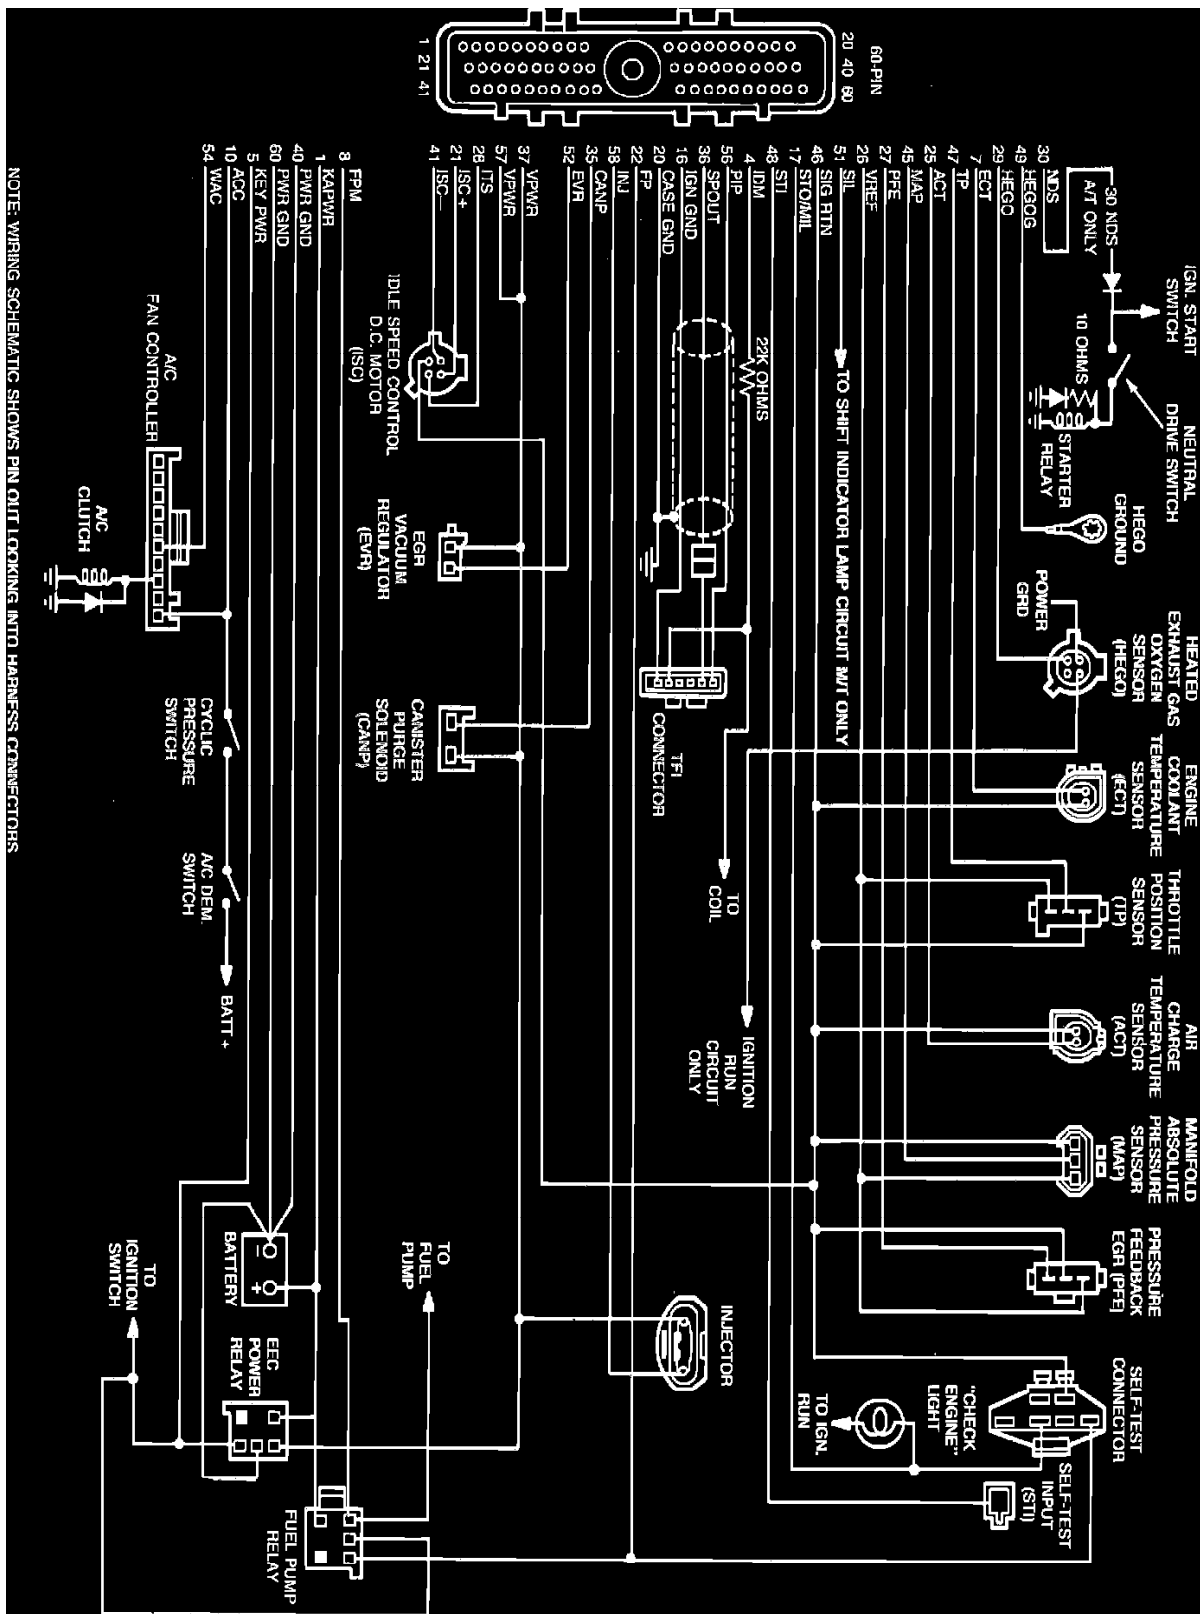 60-PIN
20 40 60
1 21 41
IGN. START
SWITCH
NEUTRAL
DRIVE SWITCH
30 NDS
A/T ONLY
10 OHMS
STARTER
RELAY
HEGO
GROUND
POWER
GRD
HEATED
EXHAUST GAS
OXYGEN
SENSOR
(HEGO)
ENGINE
COOLANT
TEMPERATURE
SENSOR
(ECT)
THROTTLE
POSITION
SENSOR
(TP)
AIR
CHARGE
TEMPERATURE
SENSOR
(ACT)
MANIFOLD
ABSOLUTE
PRESSURE
SENSOR
(MAP)
PRESSURE
FEEDBACK
EGR (PFE)
SELF-TEST
CONNECTOR
SELF-TEST
INPUT
(STI)
"CHECK
ENGINE"
LIGHT
TO IGN.
RUN
30 NDS
49 HEGOG
29 HEGO
7 ECT
47 TP
25 ACT
45 MAP
27 PFE
26 VREF
51 SIL
46 SIG RTN
17 STO/MIL
48 STI
4 IDM
56 PIP
36 SPOUT
16 IGN GND
20 CASE GND
22 FP
58 INJ
35 CANP
52 EVR
37 VPWR
57 VPWR
28 ITS
21 ISC+
41 ISC–
8 FPM
1 KAPWR
40 PWR GND
60 PWR GND
5 KEY PWR
10 ACC
54 WAC
TO SHIFT INDICATOR LAMP CIRCUIT M/T ONLY
22K OHMS
TFI
CONNECTOR
TO
COIL
IGNITION
RUN
CIRCUIT
ONLY
INJECTOR
IDLE SPEED CONTROL
D.C. MOTOR
(ISC)
EGR
VACUUM
REGULATOR
(EVR)
CANISTER
PURGE
SOLENOID
(CANP)
TO
FUEL
PUMP
A/C
FAN CONTROLLER
A/C
CLUTCH
CYCLIC
PRESSURE
SWITCH
A/C DEM.
SWITCH
BATT +
– +
BATTERY
EEC
POWER
RELAY
FUEL PUMP
RELAY
TO
IGNITION
SWITCH
NOTE: WIRING SCHEMATIC SHOWS PIN OUT LOOKING INTO HARNESS CONNECTORS